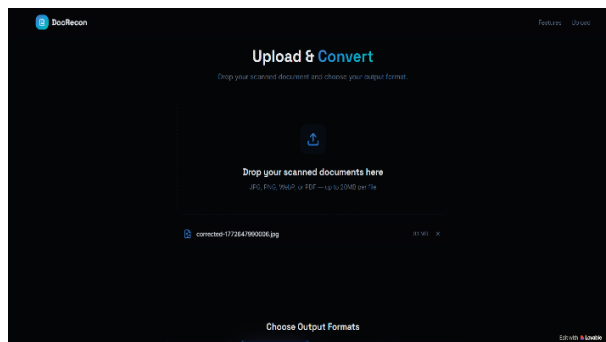 DocRecon
Features Upload
Upload & Convert
Drop your scanned document and choose your output format.
Drop your scanned documents here
JPG, PNG, WebP, or PDF — up to 20MB per file
corrected-1772847990006.jpg
Choose Output Formats
Edit with Lovable